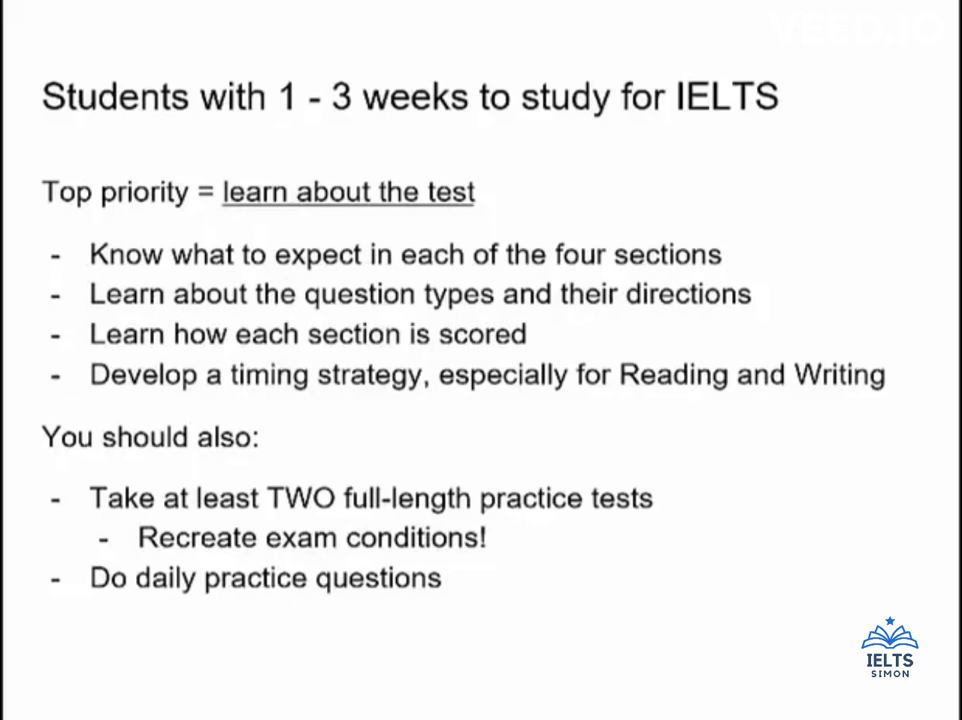 VEED.IO
Students with 1 - 3 weeks to study for IELTS
Top priority = learn about the test
- Know what to expect in each of the four sections
- Learn about the question types and their directions
- Learn how each section is scored
- Develop a timing strategy, especially for Reading and Writing
You should also:
- Take at least TWO full-length practice tests
- Recreate exam conditions!
- Do daily practice questions
IELTS
SIMON